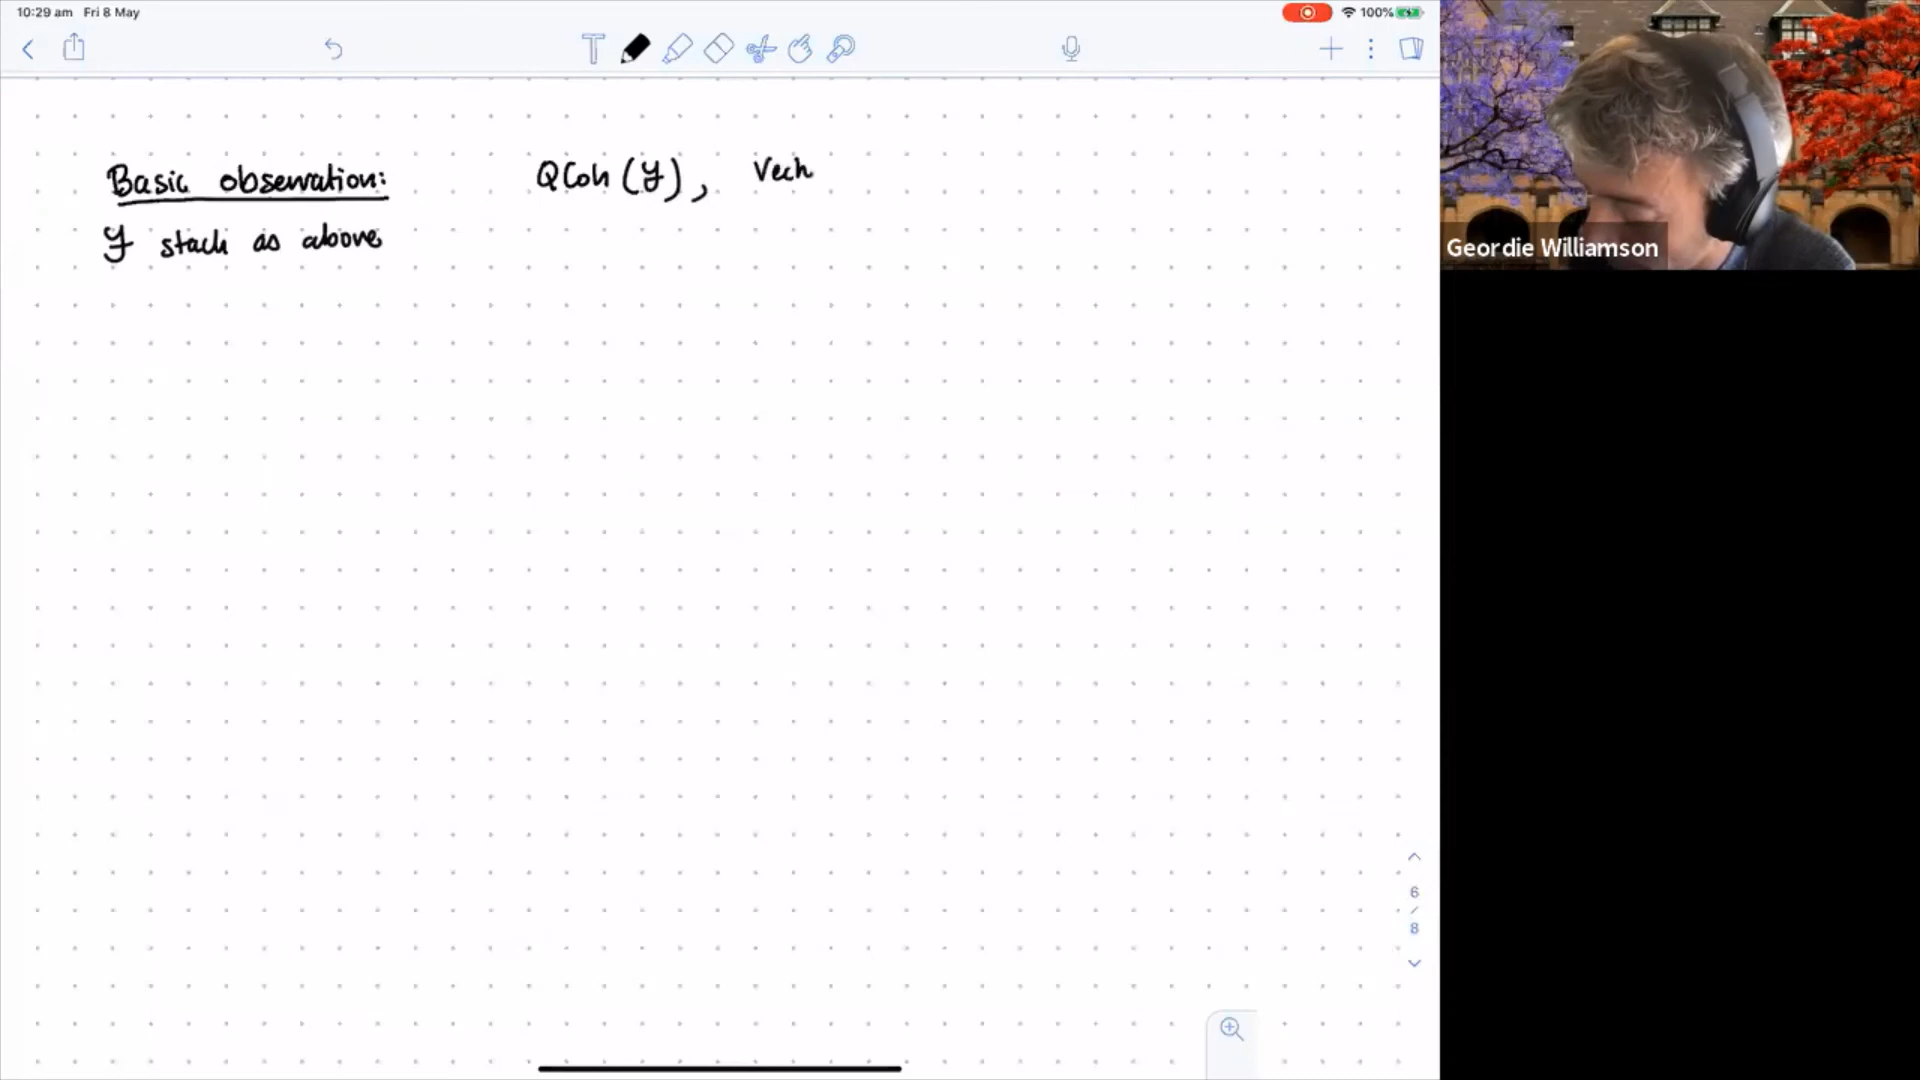 10:29 am Fri 8 May
100%
T
Basic observation: QCoh (Y), Vech
Y stack as above
Geordie Williamson
6
/
8